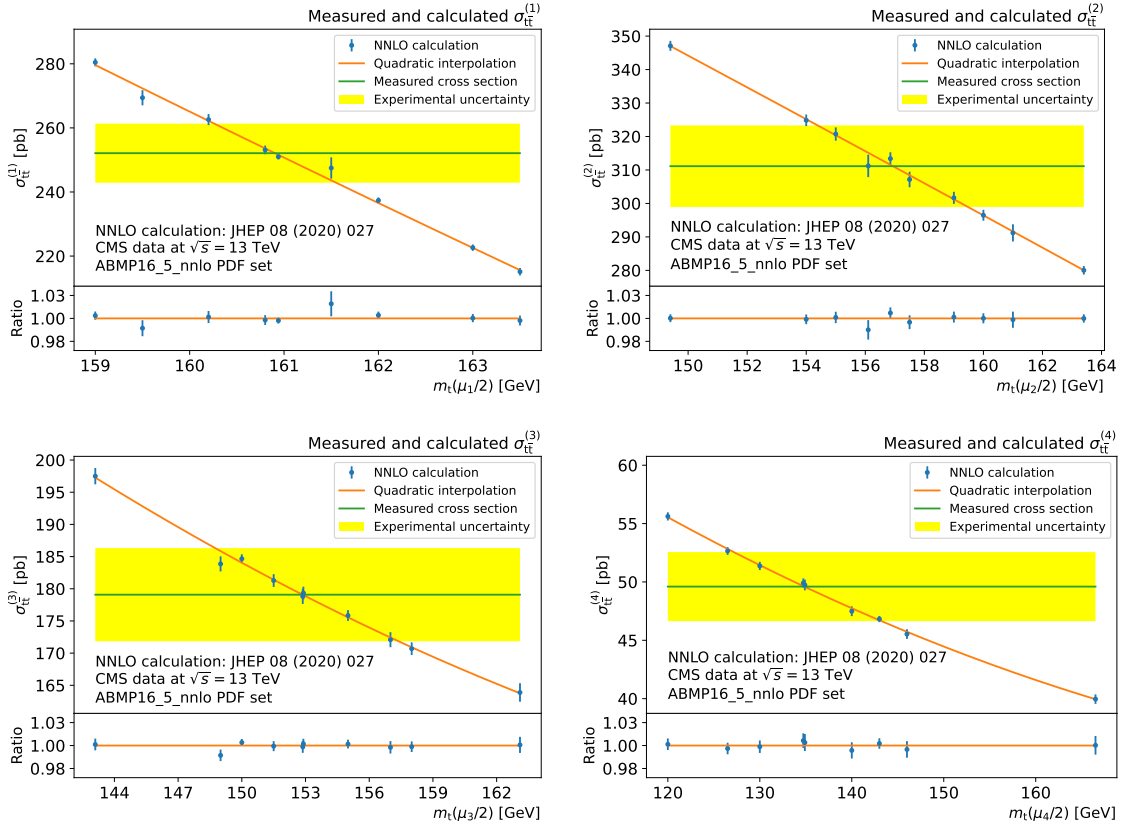 Measured and calculated σ_tt̄^(1)
NNLO calculation
Quadratic interpolation
Measured cross section
Experimental uncertainty
σ_tt̄^(1) [pb]
280
260
240
220
NNLO calculation: JHEP 08 (2020) 027
CMS data at √s = 13 TeV
ABMP16_5_nnlo PDF set
Ratio
1.03
1.00
0.98
159 160 161 162 163
m_t(μ_1/2) [GeV]
Measured and calculated σ_tt̄^(2)
NNLO calculation
Quadratic interpolation
Measured cross section
Experimental uncertainty
σ_tt̄^(2) [pb]
350
340
330
320
310
300
290
280
NNLO calculation: JHEP 08 (2020) 027
CMS data at √s = 13 TeV
ABMP16_5_nnlo PDF set
Ratio
1.03
1.00
0.98
150 152 154 156 158 160 162 164
m_t(μ_2/2) [GeV]
Measured and calculated σ_tt̄^(3)
NNLO calculation
Quadratic interpolation
Measured cross section
Experimental uncertainty
σ_tt̄^(3) [pb]
200
195
190
185
180
175
170
165
NNLO calculation: JHEP 08 (2020) 027
CMS data at √s = 13 TeV
ABMP16_5_nnlo PDF set
Ratio
1.03
1.00
0.98
144 147 150 153 156 159 162
m_t(μ_3/2) [GeV]
Measured and calculated σ_tt̄^(4)
NNLO calculation
Quadratic interpolation
Measured cross section
Experimental uncertainty
σ_tt̄^(4) [pb]
60
55
50
45
40
NNLO calculation: JHEP 08 (2020) 027
CMS data at √s = 13 TeV
ABMP16_5_nnlo PDF set
Ratio
1.03
1.00
0.98
120 130 140 150 160
m_t(μ_4/2) [GeV]